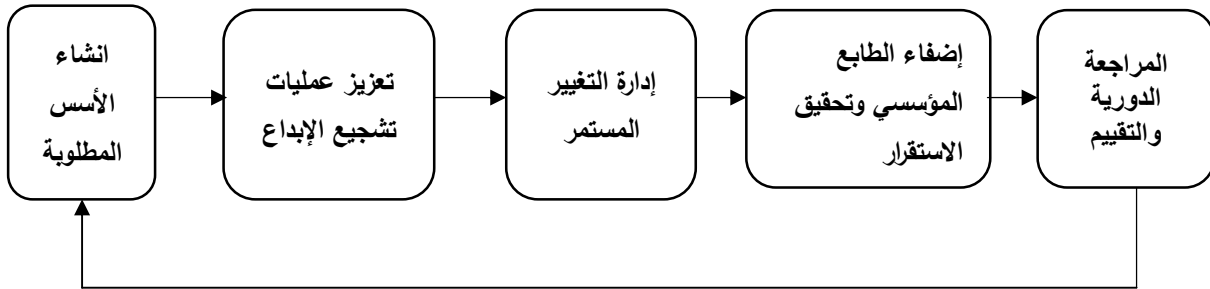 انشاء
الأسس
المطلوبة
تعزيز عمليات
تشجيع الإبداع
إدارة التغيير
المستمر
إضفاء الطابع
المؤسسي وتحقيق
الاستقرار
المراجعة
الدورية
والتقييم